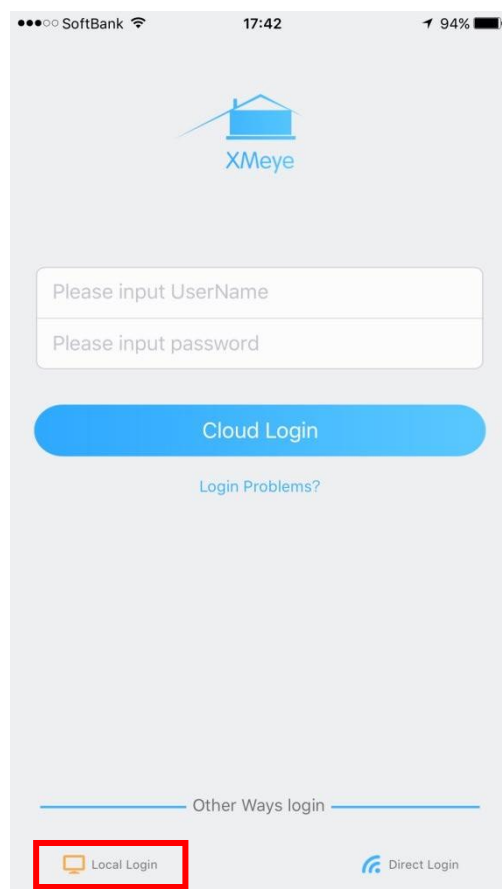 SoftBank 17:42 94%
XMeye
Please input UserName
Please input password
Cloud Login
Login Problems?
Other Ways login
Local Login Direct Login